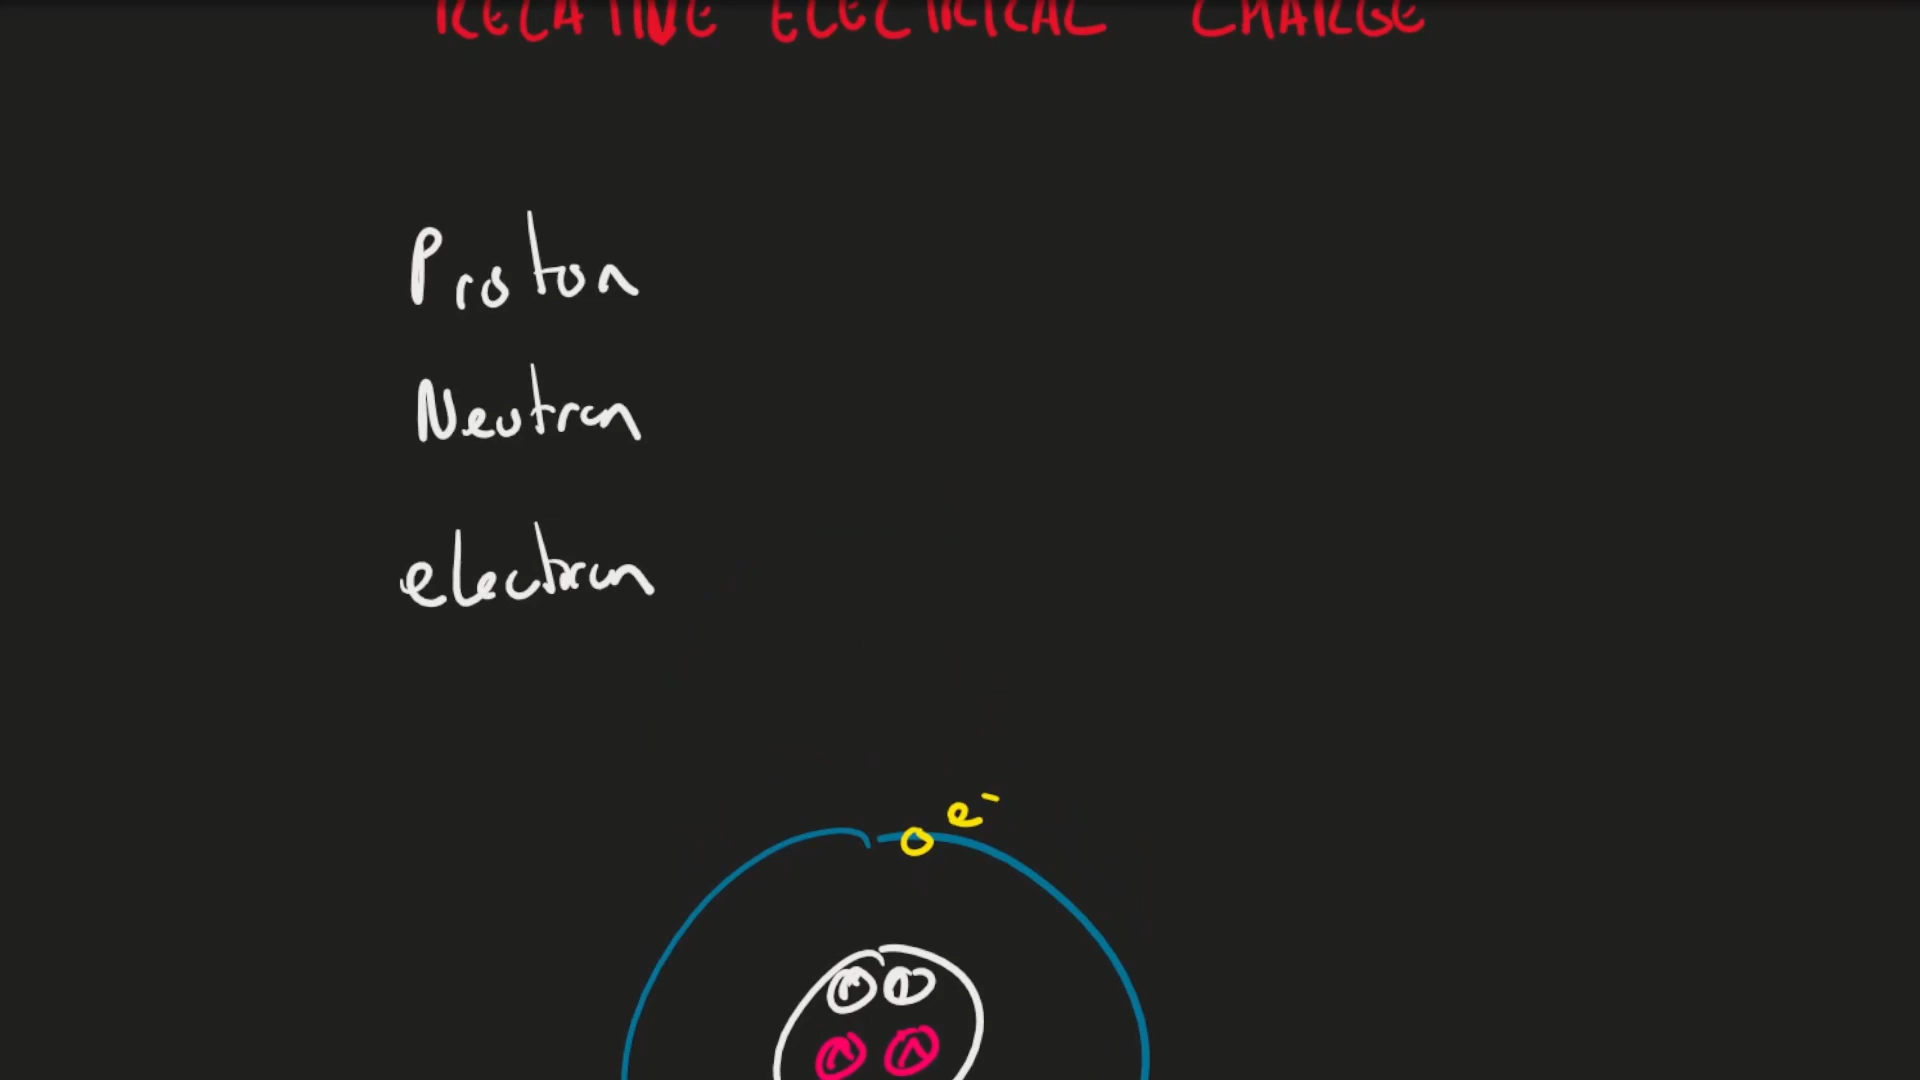 RELATIVE ELECTRICAL CHARGE
Proton
Neutron
electron
e-